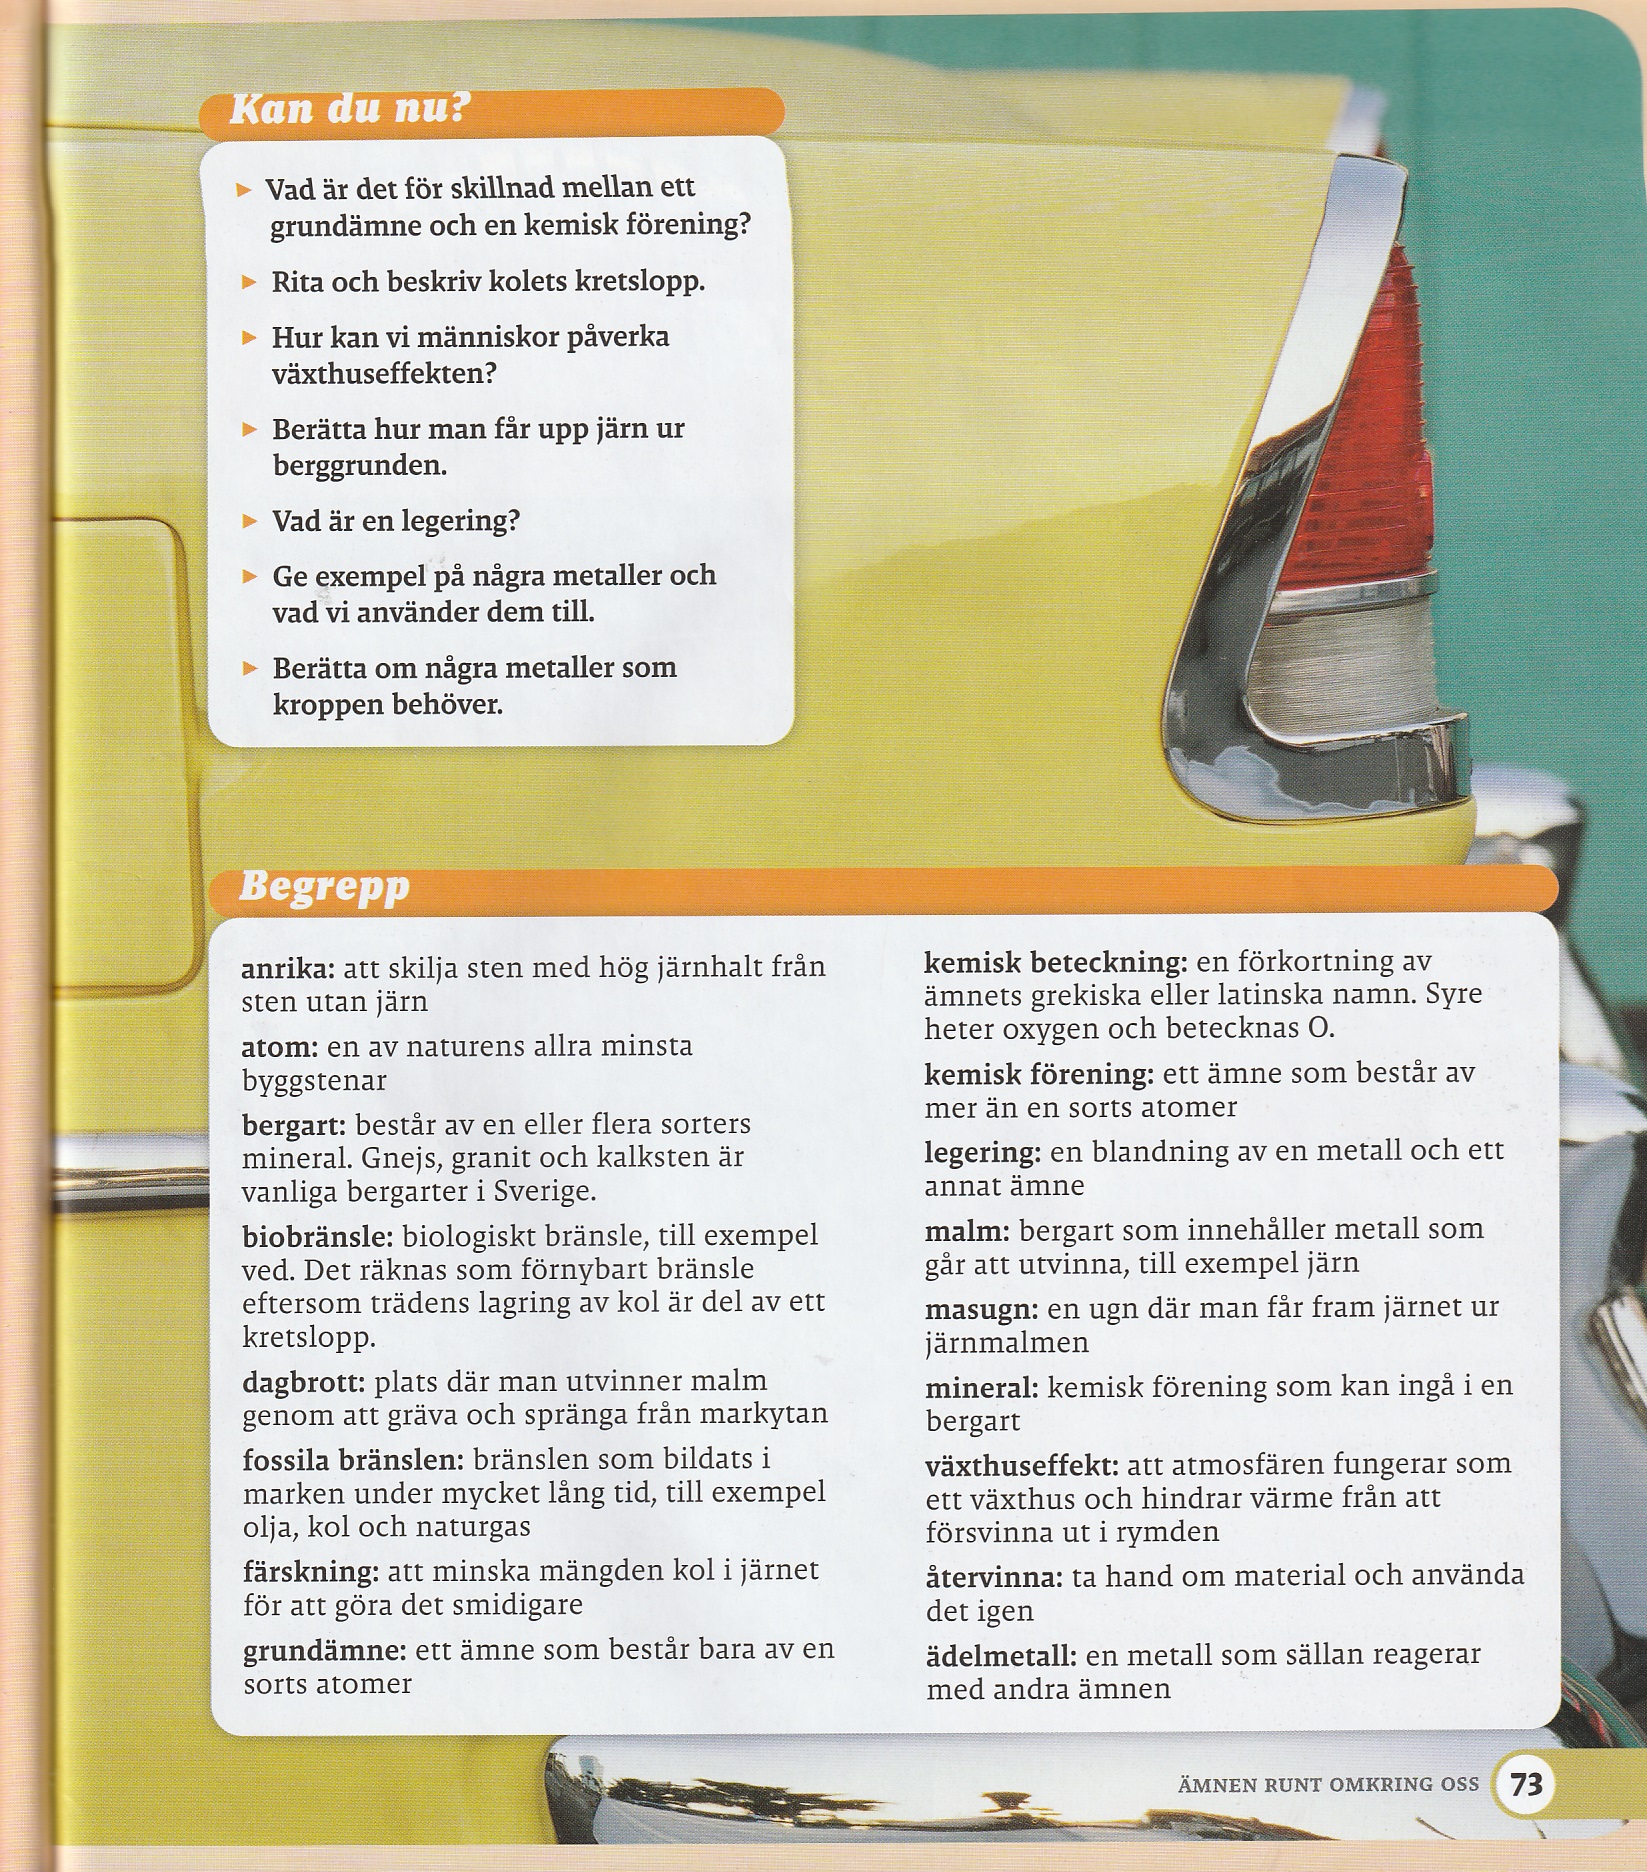 Kan du nu?
► Vad är det för skillnad mellan ett
grundämne och en kemisk förening?
► Rita och beskriv kolets kretslopp.
► Hur kan vi människor påverka
växthuseffekten?
► Berätta hur man får upp järn ur
berggrunden.
► Vad är en legering?
► Ge exempel på några metaller och
vad vi använder dem till.
► Berätta om några metaller som
kroppen behöver.
Begrepp
anrika: att skilja sten med hög järnhalt från
sten utan järn
atom: en av naturens allra minsta
byggstenar
bergart: består av en eller flera sorters
mineral. Gnejs, granit och kalksten är
vanliga bergarter i Sverige.
biobränsle: biologiskt bränsle, till exempel
ved. Det räknas som förnybart bränsle
eftersom trädens lagring av kol är del av ett
kretslopp.
dagbrott: plats där man utvinner malm
genom att gräva och spränga från markytan
fossila bränslen: bränslen som bildats i
marken under mycket lång tid, till exempel
olja, kol och naturgas
färskning: att minska mängden kol i järnet
för att göra det smidigare
grundämne: ett ämne som består bara av en
sorts atomer
kemisk beteckning: en förkortning av
ämnets grekiska eller latinska namn. Syre
heter oxygen och betecknas O.
kemisk förening: ett ämne som består av
mer än en sorts atomer
legering: en blandning av en metall och ett
annat ämne
malm: bergart som innehåller metall som
går att utvinna, till exempel järn
masugn: en ugn där man får fram järnet ur
järnmalmen
mineral: kemisk förening som kan ingå i en
bergart
växthuseffekt: att atmosfären fungerar som
ett växthus och hindrar värme från att
försvinna ut i rymden
återvinna: ta hand om material och använda
det igen
ädelmetall: en metall som sällan reagerar
med andra ämnen
ÄMNEN RUNT OMKRING OSS 73